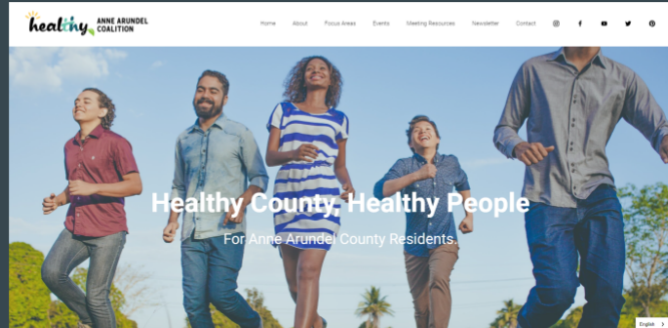 healthy ANNE ARUNDEL
COALITION
Home About Focus Areas Events Meeting Resources Newsletter Contact
Healthy County, Healthy People
For Anne Arundel County Residents.
English